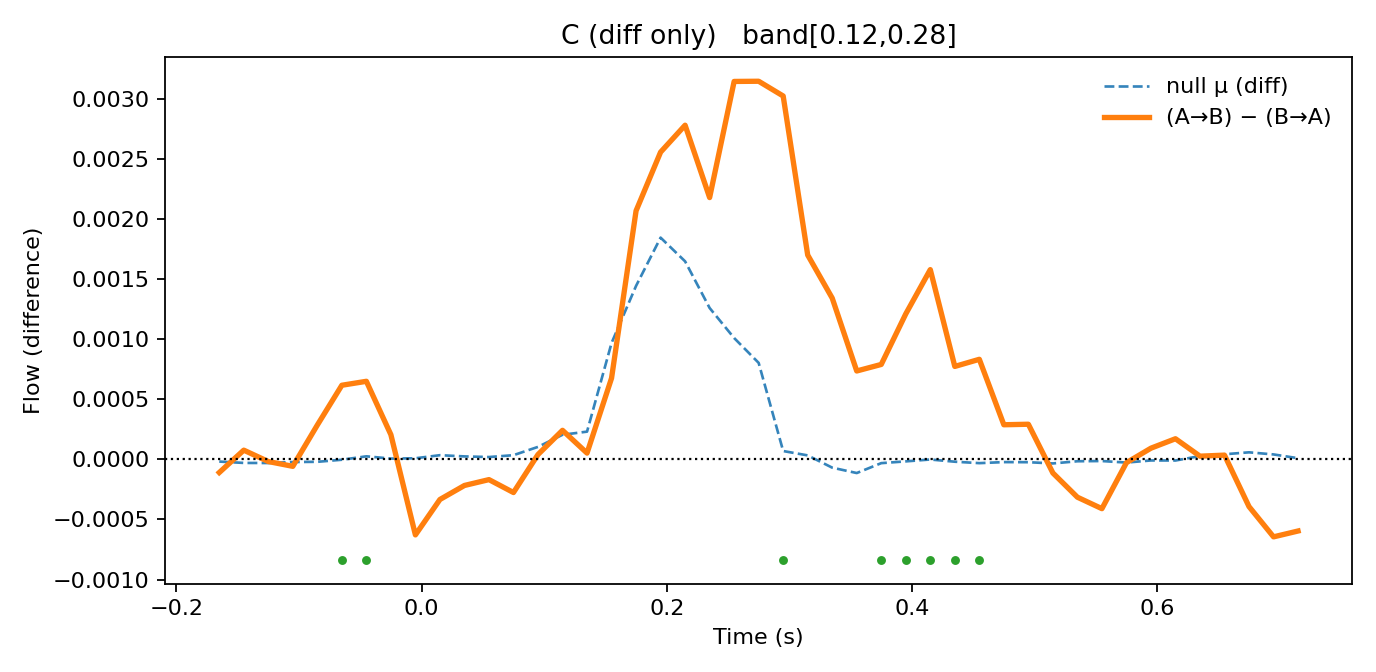 C (diff only)   band[0.12,0.28]
null μ (diff)
(A→B) − (B→A)
Flow (difference)
0.0030
0.0025
0.0020
0.0015
0.0010
0.0005
0.0000
−0.0005
−0.0010
−0.2
0.0
0.2
0.4
0.6
Time (s)